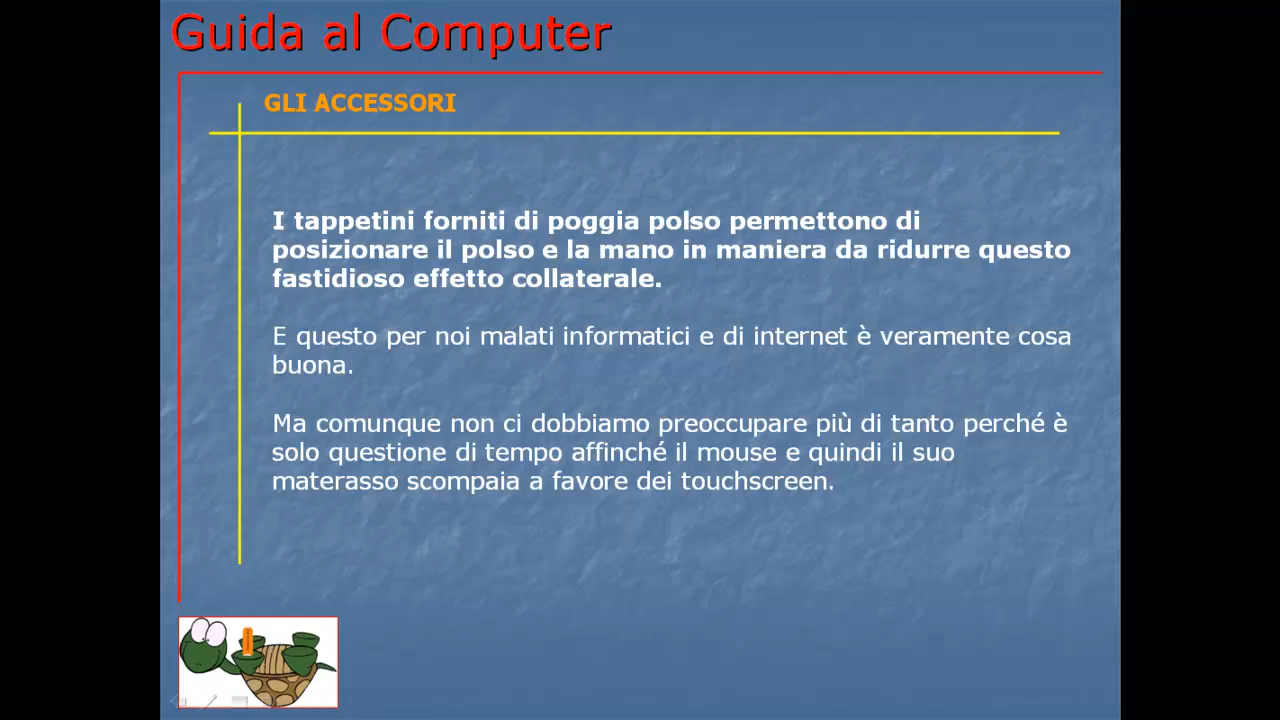 Guida al Computer
GLI ACCESSORI
I tappetini forniti di poggia polso permettono di
posizionare il polso e la mano in maniera da ridurre questo
fastidioso effetto collaterale.
E questo per noi malati informatici e di internet è veramente cosa
buona.
Ma comunque non ci dobbiamo preoccupare più di tanto perché è
solo questione di tempo affinché il mouse e quindi il suo
materasso scompaia a favore dei touchscreen.